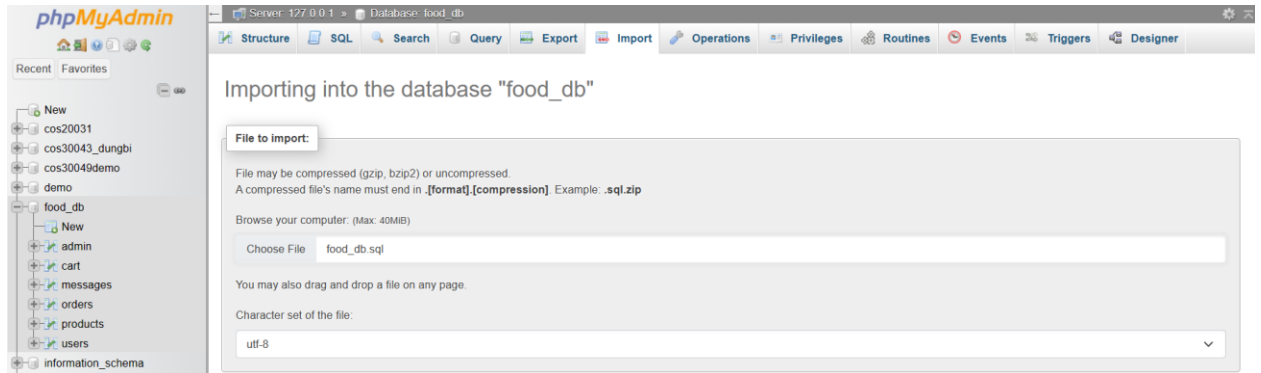 phpMyAdmin
Recent Favorites
New
cos20031
cos30043_dungbi
cos30049demo
demo
food_db
New
admin
cart
messages
orders
products
users
information_schema
Server: 127.0.0.1 » Database: food_db
Structure SQL Search Query Export Import Operations Privileges Routines Events Triggers Designer
Importing into the database "food_db"
File to import:
File may be compressed (gzip, bzip2) or uncompressed.
A compressed file's name must end in .[format].[compression]. Example: .sql.zip
Browse your computer: (Max: 40MiB)
Choose File food_db.sql
You may also drag and drop a file on any page.
Character set of the file:
utf-8